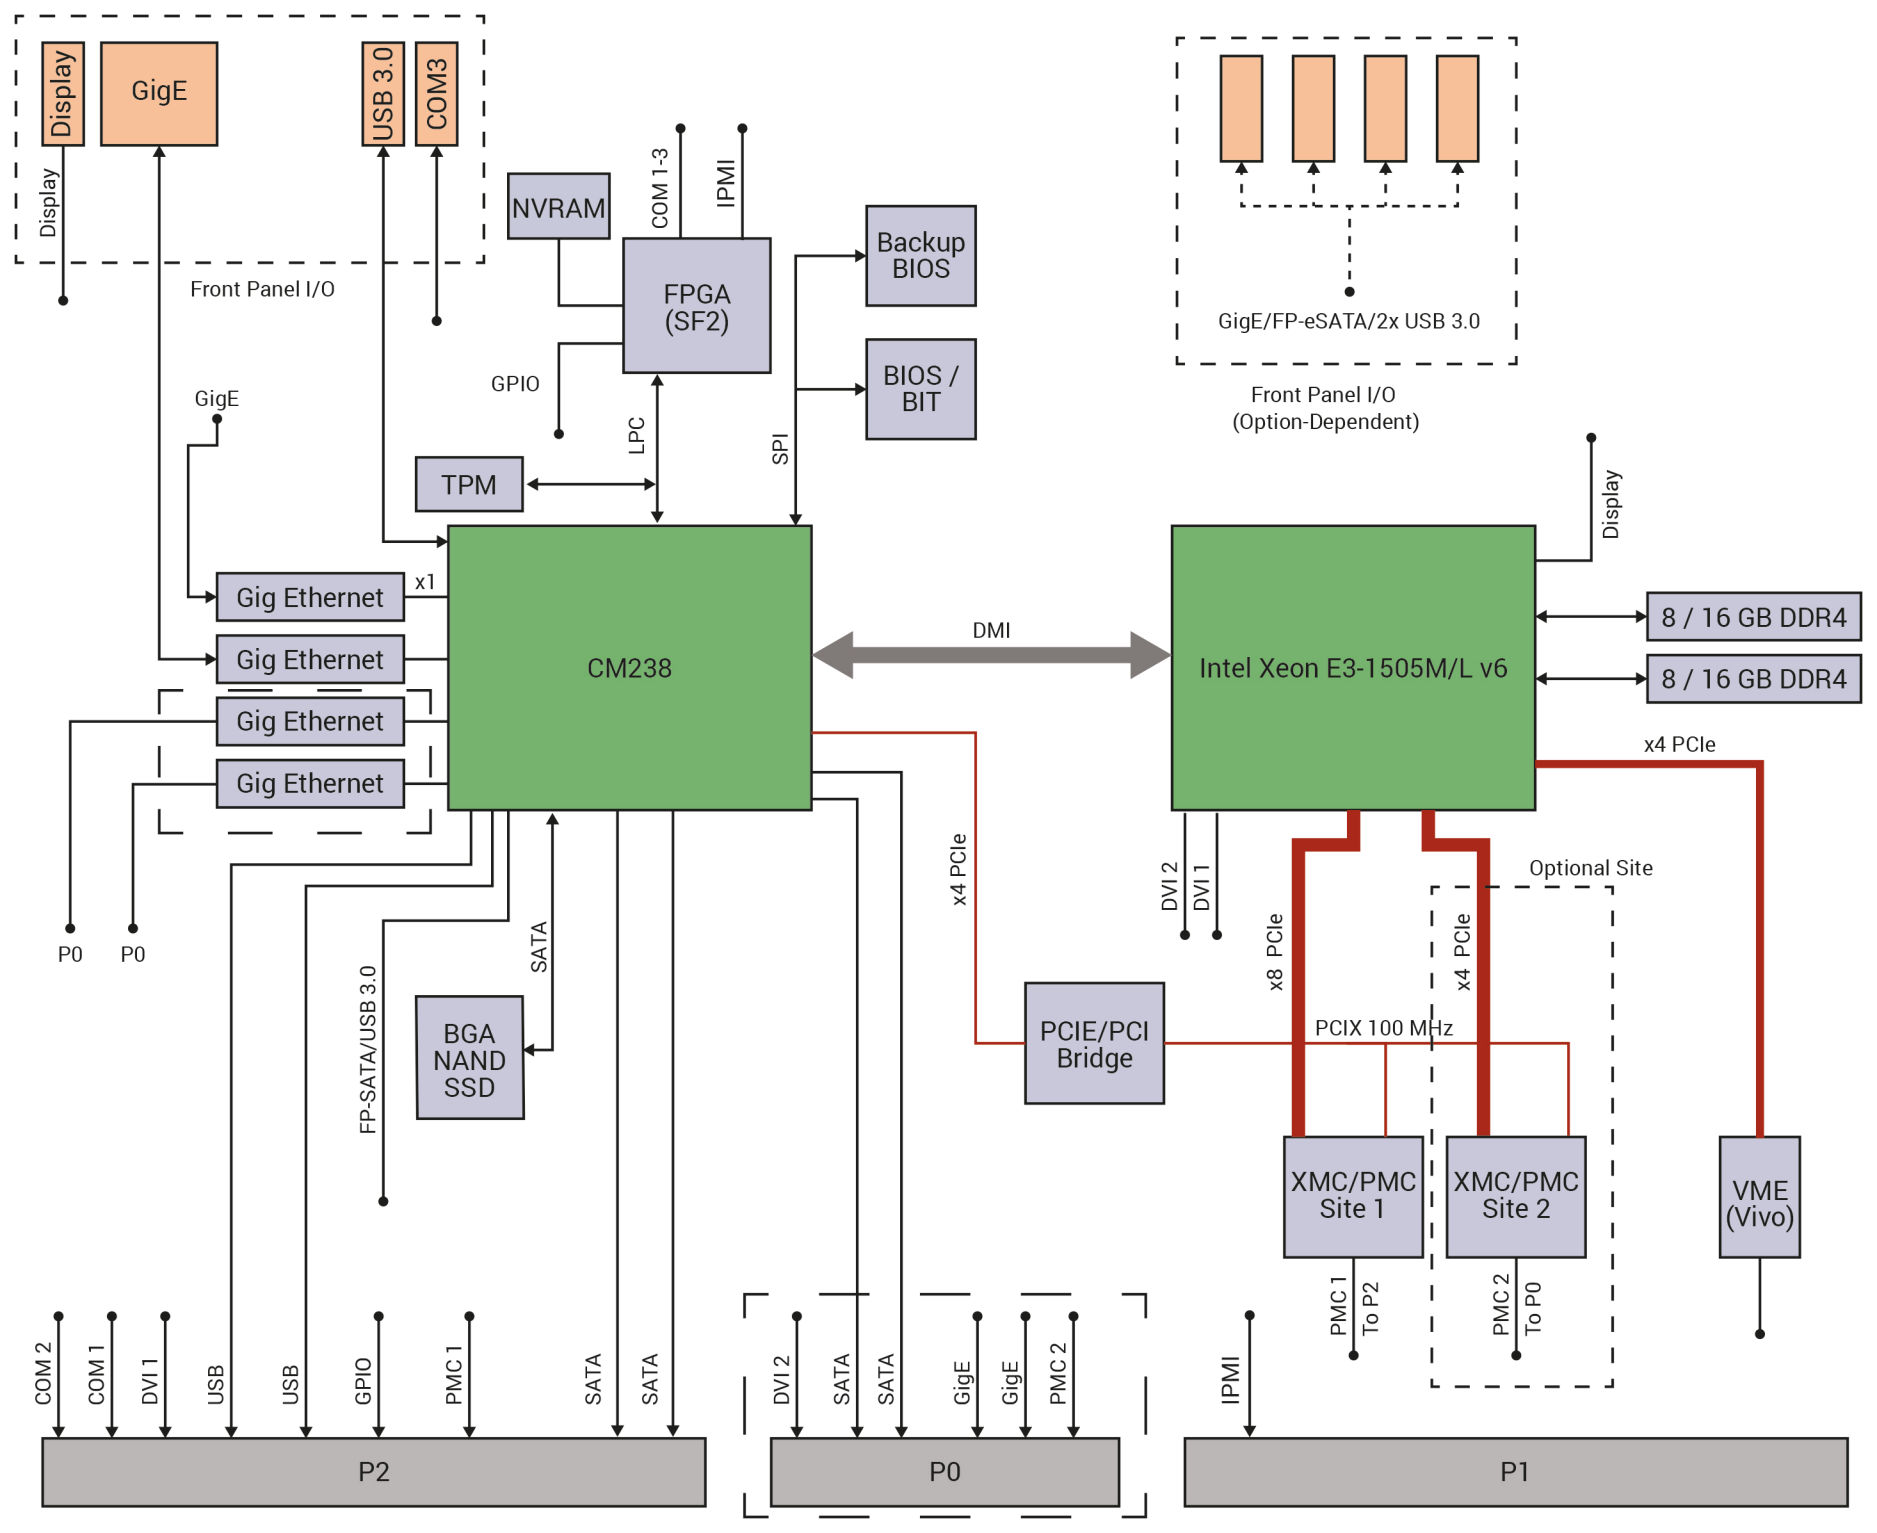 Display
GigE
USB 3.0
COM3
Display
Front Panel I/O
NVRAM
COM 1-3
IPMI
FPGA
(SF2)
GPIO
LPC
SPI
Backup
BIOS
BIOS /
BIT
TPM
GigE/FP-eSATA/2x USB 3.0
Front Panel I/O
(Option-Dependent)
Display
GigE
Gig Ethernet
x1
Gig Ethernet
Gig Ethernet
Gig Ethernet
P0
P0
CM238
DMI
Intel Xeon E3-1505M/L v6
8 / 16 GB DDR4
8 / 16 GB DDR4
x4 PCIe
x4 PCIe
DVI 2
DVI 1
Optional Site
x8 PCIe
x4 PCIe
FP-SATA/USB 3.0
SATA
BGA
NAND
SSD
PCIE/PCI
Bridge
PCIX 100 MHz
XMC/PMC
Site 1
XMC/PMC
Site 2
VME
(Vivo)
PMC 1
To P2
PMC 2
To P0
COM 2
COM 1
DVI 1
USB
USB
GPIO
PMC 1
SATA
SATA
DVI 2
SATA
SATA
GigE
GigE
PMC 2
IPMI
P2
P0
P1